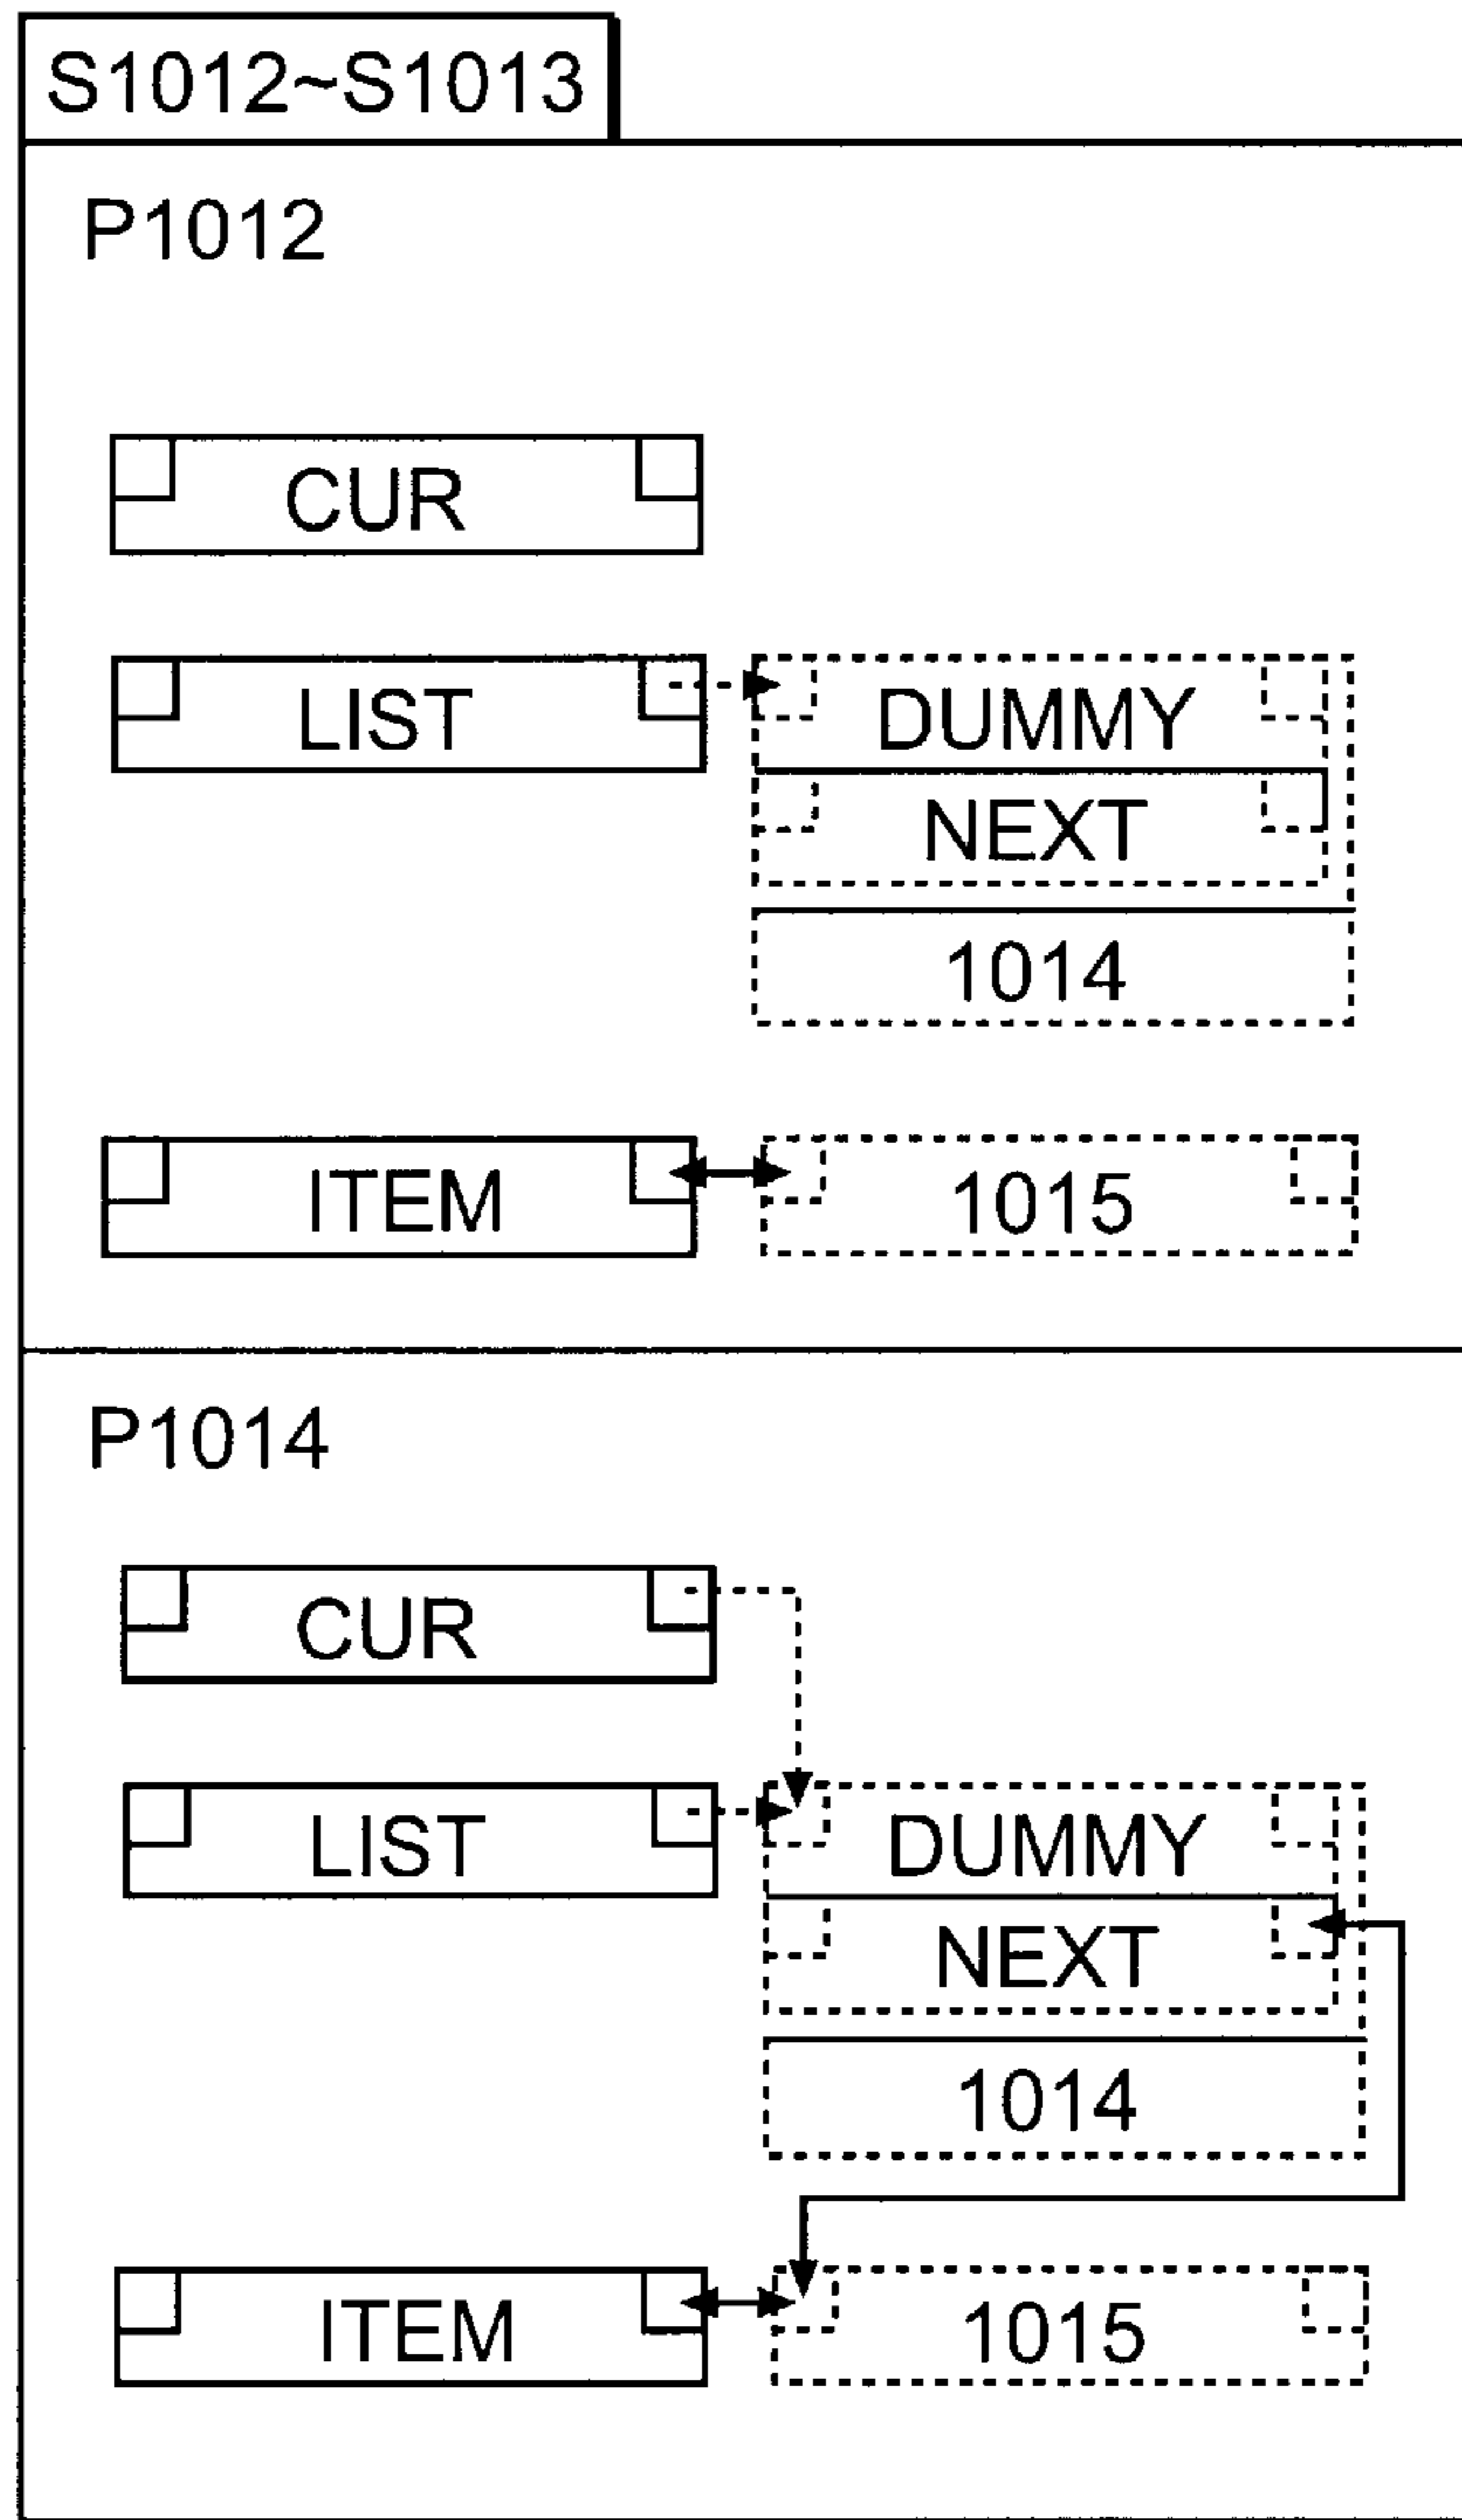 S1012~S1013
P1012
CUR
LIST
DUMMY
NEXT
1014
ITEM
1015
P1014
CUR
LIST
DUMMY
NEXT
1014
ITEM
1015